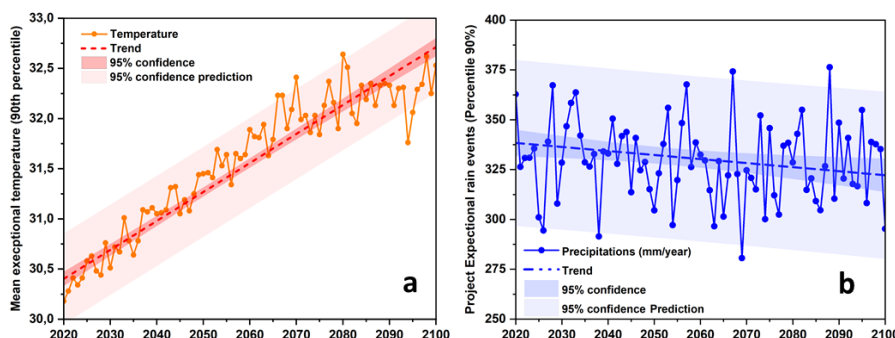 Mean execptional temperature (90th percentile)
33,0
32,5
32,0
31,5
31,0
30,5
30,0
Temperature
Trend
95% confidence
95% confidence prediction
a
2020 2030 2040 2050 2060 2070 2080 2090 2100
Project Expectional rain events (Percentile 90%)
400
375
350
325
300
275
250
Precipitations (mm/year)
Trend
95% confidence
95% confidence Prediction
b
2020 2030 2040 2050 2060 2070 2080 2090 2100